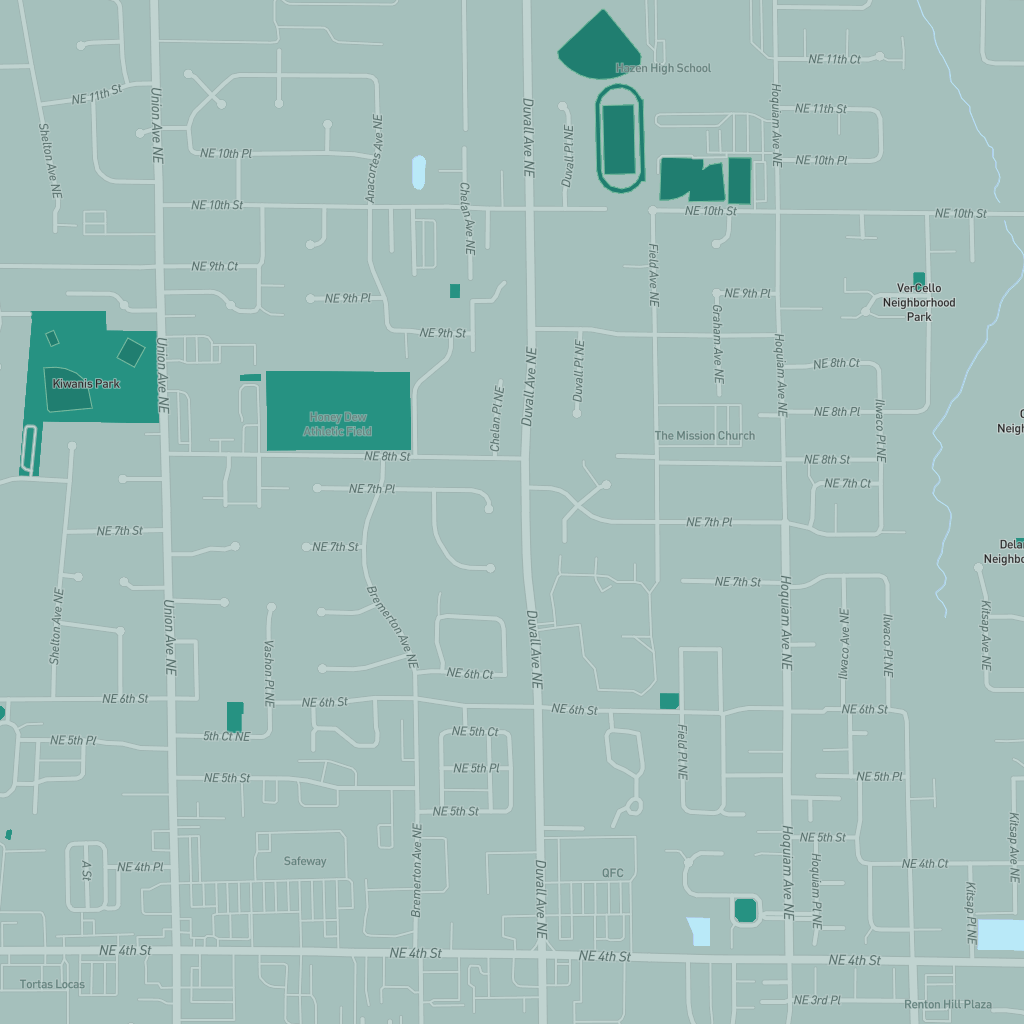 Hazen High School
NE 11th Ct
NE 11th St
Union Ave NE
Duvall Ave NE
Hoquiam Ave NE
NE 11th St
Shelton Ave NE
Anacortes Ave NE
Duvall Pl NE
NE 10th Pl
NE 10th Pl
Chelan Ave NE
NE 10th St
NE 10th St
NE 10th St
NE 9th Ct
Field Ave NE
VerCello
Neighborhood
Park
NE 9th Pl
NE 9th Pl
Graham Ave NE
NE 9th St
Union Ave NE
Duvall Ave NE
Duvall Pl NE
Hoquiam Ave NE
NE 8th Ct
Kiwanis Park
Chelan Pl NE
NE 8th Pl
Ilwaco Pl NE
Honey Dew
Athletic Field
The Mission Church
NE 8th St
NE 8th St
NE 7th Ct
NE 7th Pl
NE 7th Pl
NE 7th St
NE 7th St
NE 7th St
Shelton Ave NE
Union Ave NE
Bremerton Ave NE
Duvall Ave NE
Hoquiam Ave NE
Ilwaco Ave NE
Ilwaco Pl NE
Kitsap Ave NE
Vashon Pl NE
NE 6th Ct
NE 6th St
NE 6th St
NE 6th St
NE 6th St
5th Ct NE
NE 5th Ct
NE 5th Pl
NE 5th Pl
Field Pl NE
NE 5th Pl
NE 5th St
NE 5th St
NE 5th St
Bremerton Ave NE
Duvall Ave NE
Hoquiam Ave NE
Hoquiam Pl NE
Kitsap Ave NE
NE 4th Ct
A St
NE 4th Pl
Safeway
QFC
Kitsap Pl NE
NE 4th St
NE 4th St
NE 4th St
NE 4th St
Tortas Locas
NE 3rd Pl
Renton Hill Plaza